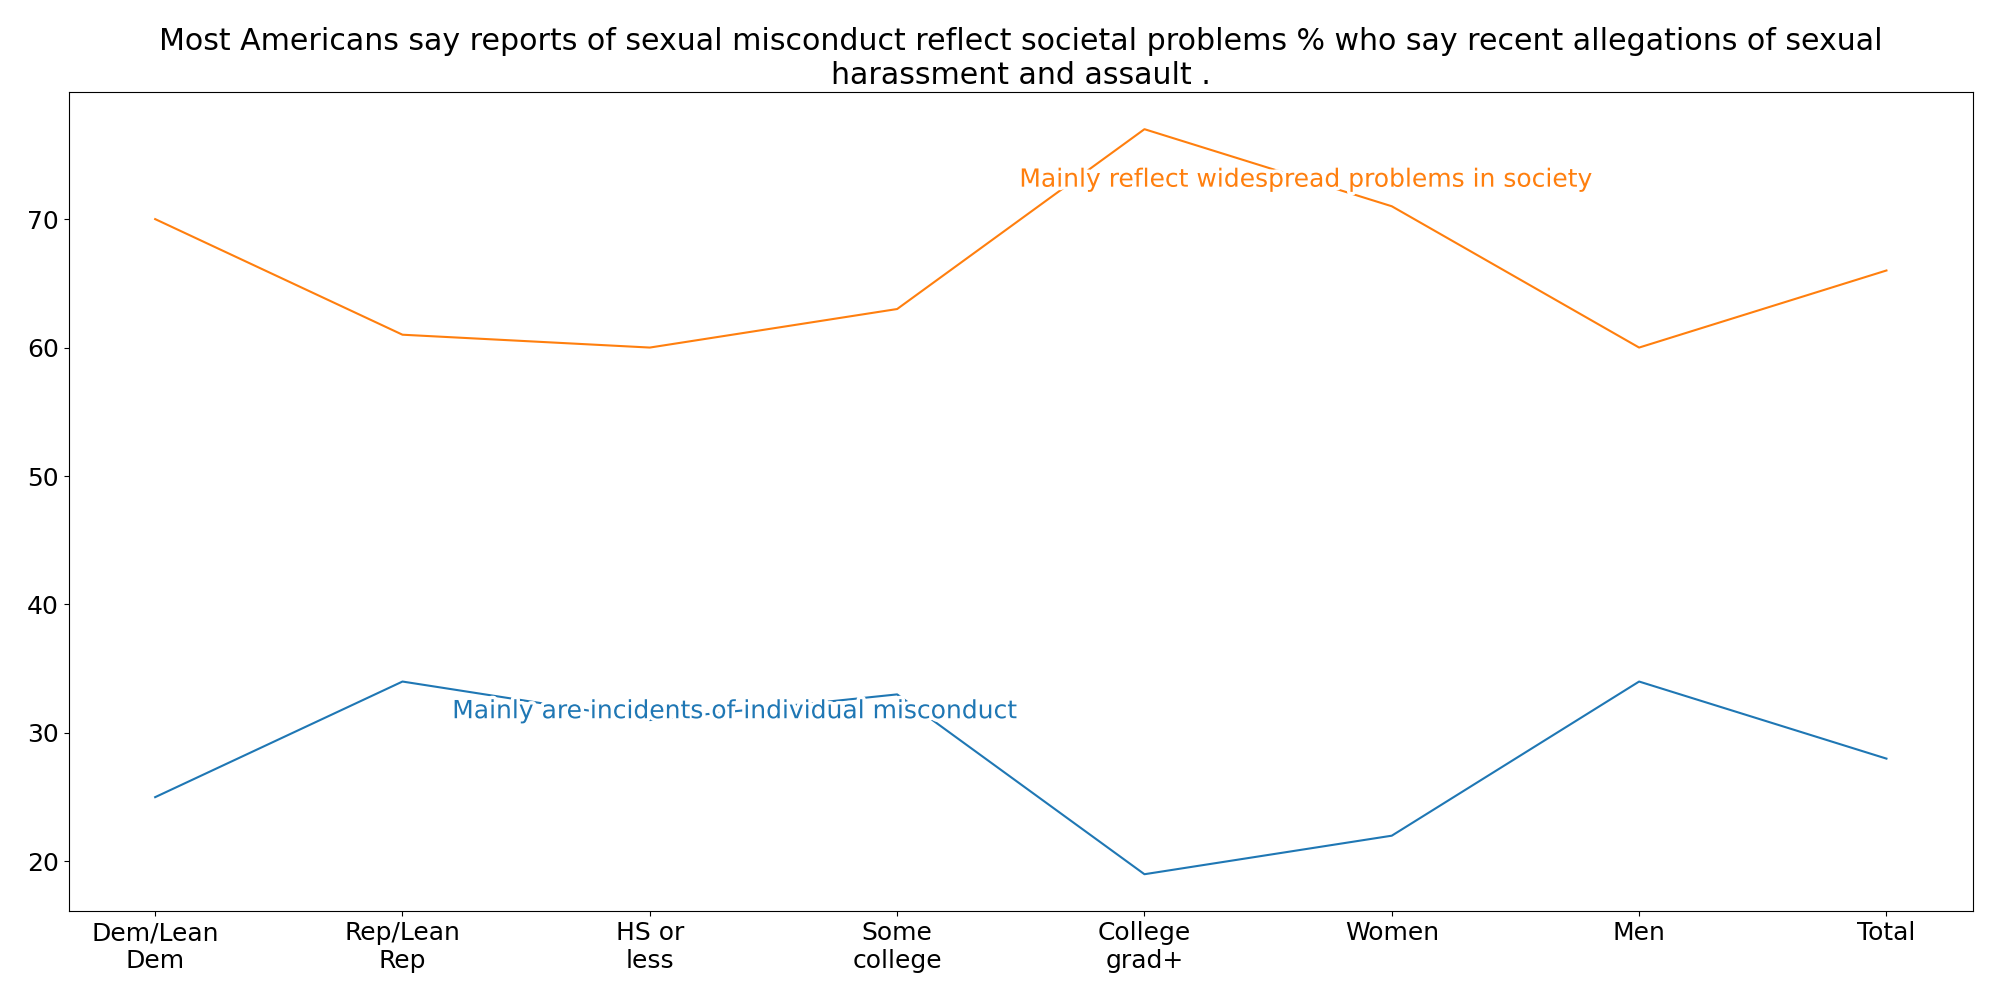 Most Americans say reports of sexual misconduct reflect societal problems % who say recent allegations of sexual
harassment and assault .
Mainly reflect widespread problems in society
70
60
50
40
Mainly are incidents of individual misconduct
30
20
Dem/Lean
Dem
Rep/Lean
Rep
HS or
less
Some
college
College
grad+
Women
Men
Total